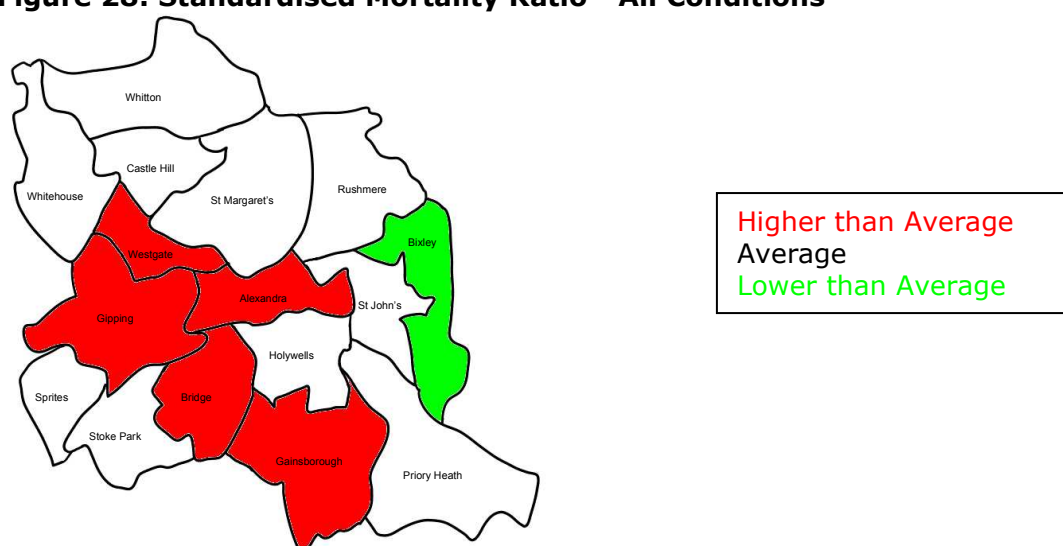 Figure 28: Standardised Mortality Ratio - All Conditions
Whitton
Castle Hill
Whitehouse
St Margaret's
Rushmere
Westgate
Bixley
Alexandra
St John's
Gipping
Holywells
Sprites
Bridge
Stoke Park
Gainsborough
Priory Heath
Higher than Average
Average
Lower than Average